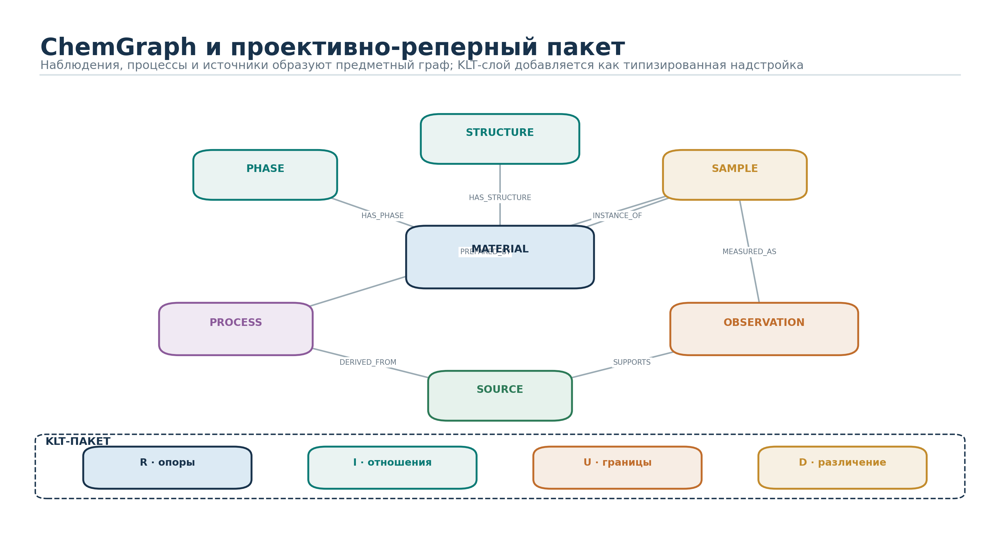 ChemGraph и проективно-реперный пакет
Наблюдения, процессы и источники образуют предметный граф; KLT-слой добавляется как типизированная надстройка
STRUCTURE
PHASE
SAMPLE
HAS_STRUCTURE
HAS_PHASE
INSTANCE_OF
MATERIAL
PREPARED_BY
MEASURED_AS
PROCESS
OBSERVATION
DERIVED_FROM
SUPPORTS
SOURCE
KLT-ПАКЕТ
R · опоры
I · отношения
U · границы
D · различение